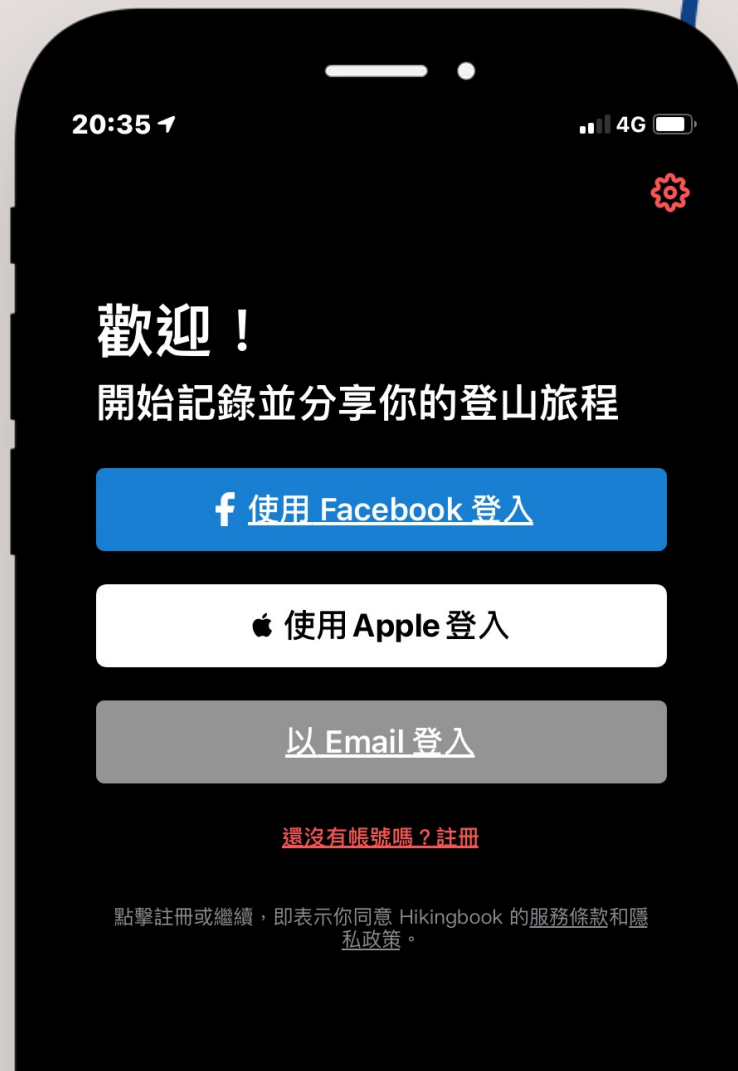 20:35
4G
歡迎！
開始記錄並分享你的登山旅程
使用 Facebook 登入
使用 Apple 登入
以 Email 登入
還沒有帳號嗎？註冊
點擊註冊或繼續，即表示你同意 Hikingbook 的服務條款和隱
私政策。